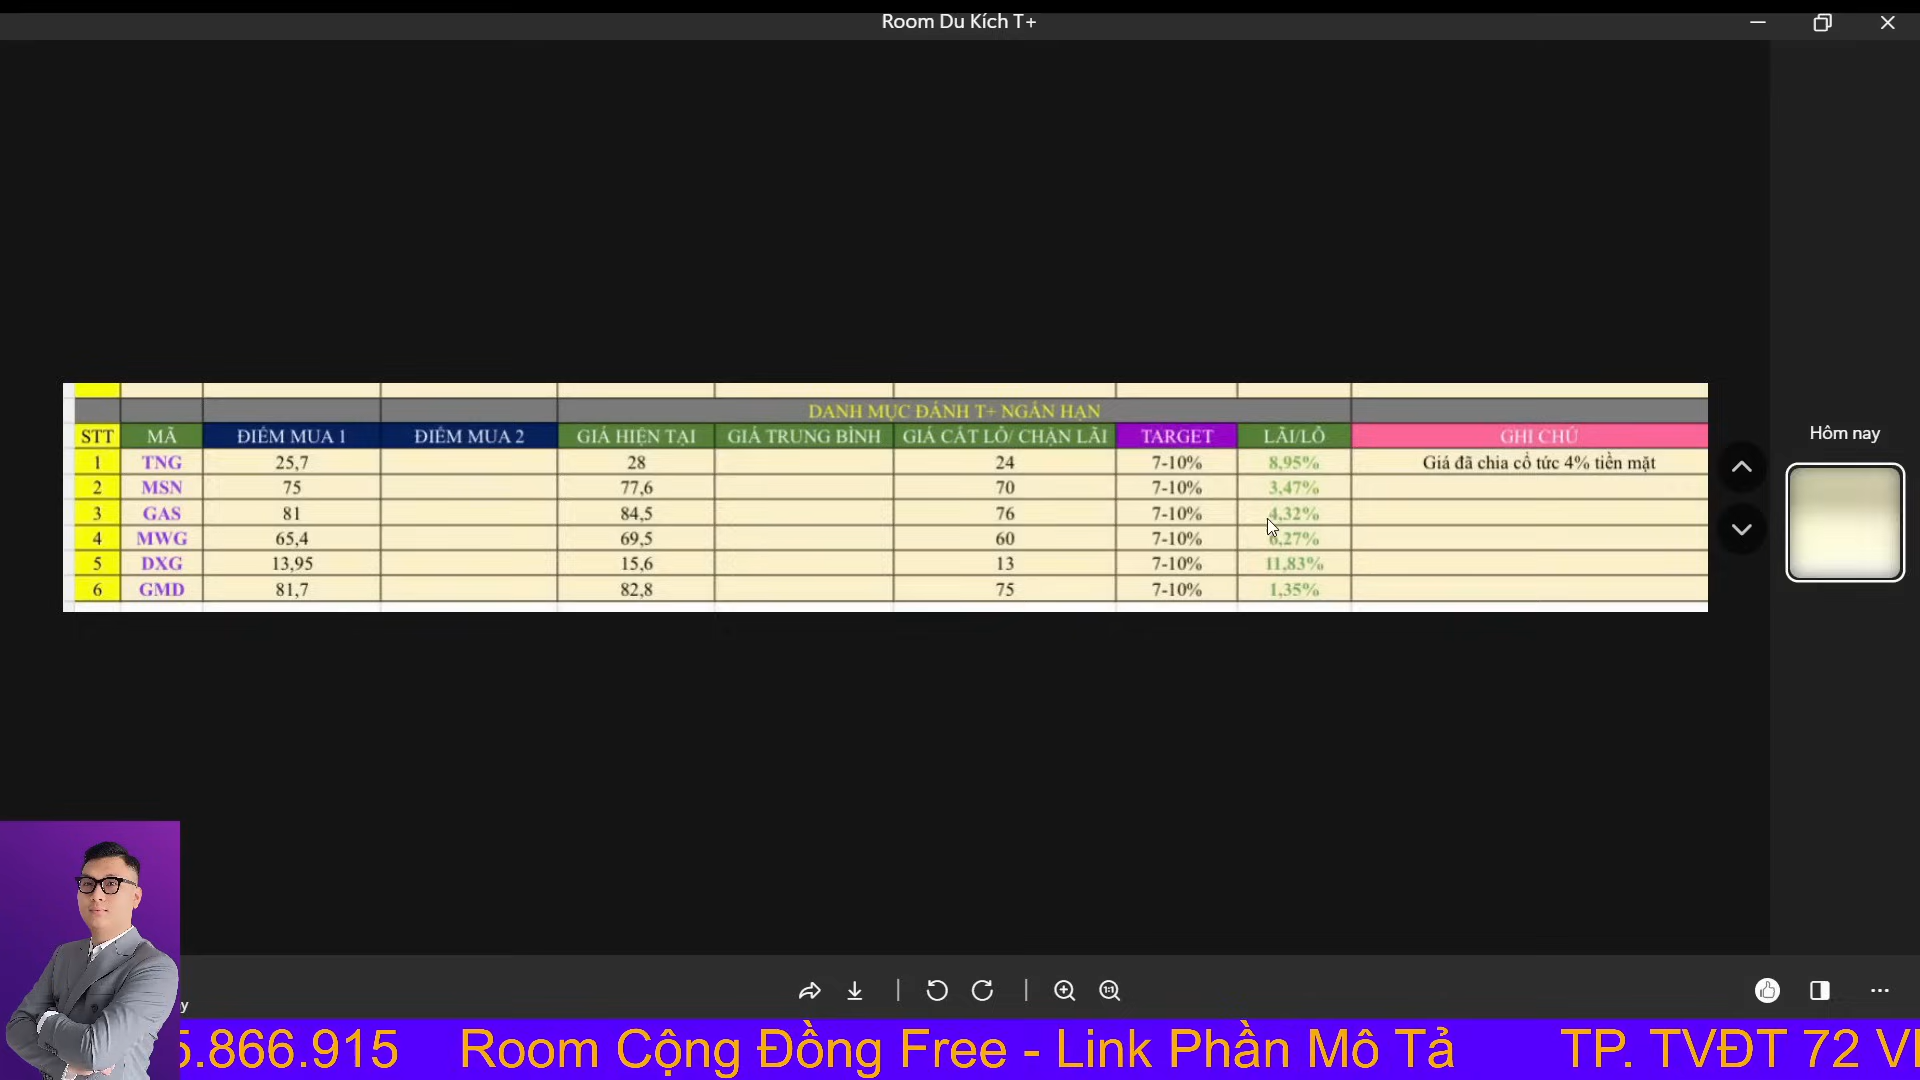 Room Du Kích T+
DANH MỤC ĐÁNH T+ NGẮN HẠN
STT MÃ ĐIỂM MUA 1 ĐIỂM MUA 2 GIÁ HIỆN TẠI GIÁ TRUNG BÌNH GIÁ CẮT LỖ/ CHẶN LÃI TARGET LÃI/LỖ GHI CHÚ
1 TNG 25,7 28 24 7-10% 8,95% Giá đã chia cổ tức 4% tiền mặt
2 MSN 75 77,6 70 7-10% 3,47%
3 GAS 81 84,5 76 7-10% 4,32%
4 MWG 65,4 69,5 60 7-10% 6,27%
5 DXG 13,95 15,6 13 7-10% 11,83%
6 GMD 81,7 82,8 75 7-10% 1,35%
Hôm nay
y
5.866.915 Room Cộng Đồng Free - Link Phần Mô Tả TP. TVĐT 72 VI